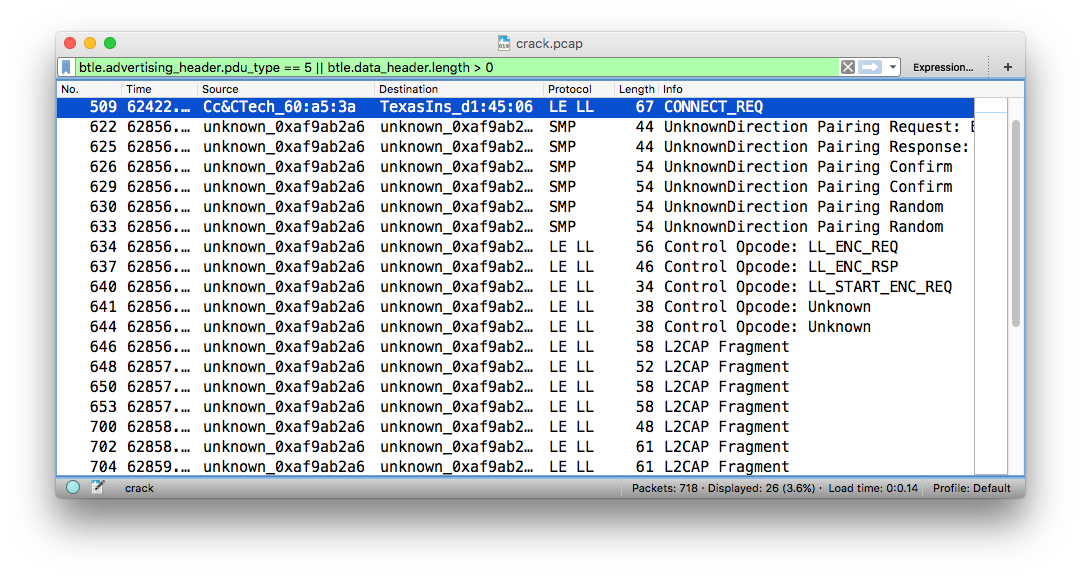 crack.pcap
btle.advertising_header.pdu_type == 5 || btle.data_header.length > 0 Expression... +
No. Time Source Destination Protocol Length Info
509 62422.… Cc&CTech_60:a5:3a TexasIns_d1:45:06 LE LL 67 CONNECT_REQ
622 62856.… unknown_0xaf9ab2a6 unknown_0xaf9ab2… SMP 44 UnknownDirection Pairing Request:
625 62856.… unknown_0xaf9ab2a6 unknown_0xaf9ab2… SMP 44 UnknownDirection Pairing Response:
626 62856.… unknown_0xaf9ab2a6 unknown_0xaf9ab2… SMP 54 UnknownDirection Pairing Confirm
629 62856.… unknown_0xaf9ab2a6 unknown_0xaf9ab2… SMP 54 UnknownDirection Pairing Confirm
630 62856.… unknown_0xaf9ab2a6 unknown_0xaf9ab2… SMP 54 UnknownDirection Pairing Random
633 62856.… unknown_0xaf9ab2a6 unknown_0xaf9ab2… SMP 54 UnknownDirection Pairing Random
634 62856.… unknown_0xaf9ab2a6 unknown_0xaf9ab2… LE LL 56 Control Opcode: LL_ENC_REQ
637 62856.… unknown_0xaf9ab2a6 unknown_0xaf9ab2… LE LL 46 Control Opcode: LL_ENC_RSP
640 62856.… unknown_0xaf9ab2a6 unknown_0xaf9ab2… LE LL 34 Control Opcode: LL_START_ENC_REQ
641 62856.… unknown_0xaf9ab2a6 unknown_0xaf9ab2… LE LL 38 Control Opcode: Unknown
644 62856.… unknown_0xaf9ab2a6 unknown_0xaf9ab2… LE LL 38 Control Opcode: Unknown
646 62856.… unknown_0xaf9ab2a6 unknown_0xaf9ab2… LE LL 58 L2CAP Fragment
648 62857.… unknown_0xaf9ab2a6 unknown_0xaf9ab2… LE LL 52 L2CAP Fragment
650 62857.… unknown_0xaf9ab2a6 unknown_0xaf9ab2… LE LL 58 L2CAP Fragment
653 62857.… unknown_0xaf9ab2a6 unknown_0xaf9ab2… LE LL 58 L2CAP Fragment
700 62858.… unknown_0xaf9ab2a6 unknown_0xaf9ab2… LE LL 48 L2CAP Fragment
702 62858.… unknown_0xaf9ab2a6 unknown_0xaf9ab2… LE LL 61 L2CAP Fragment
704 62859.… unknown_0xaf9ab2a6 unknown_0xaf9ab2… LE LL 61 L2CAP Fragment
crack Packets: 718 · Displayed: 26 (3.6%) · Load time: 0:0.14 Profile: Default